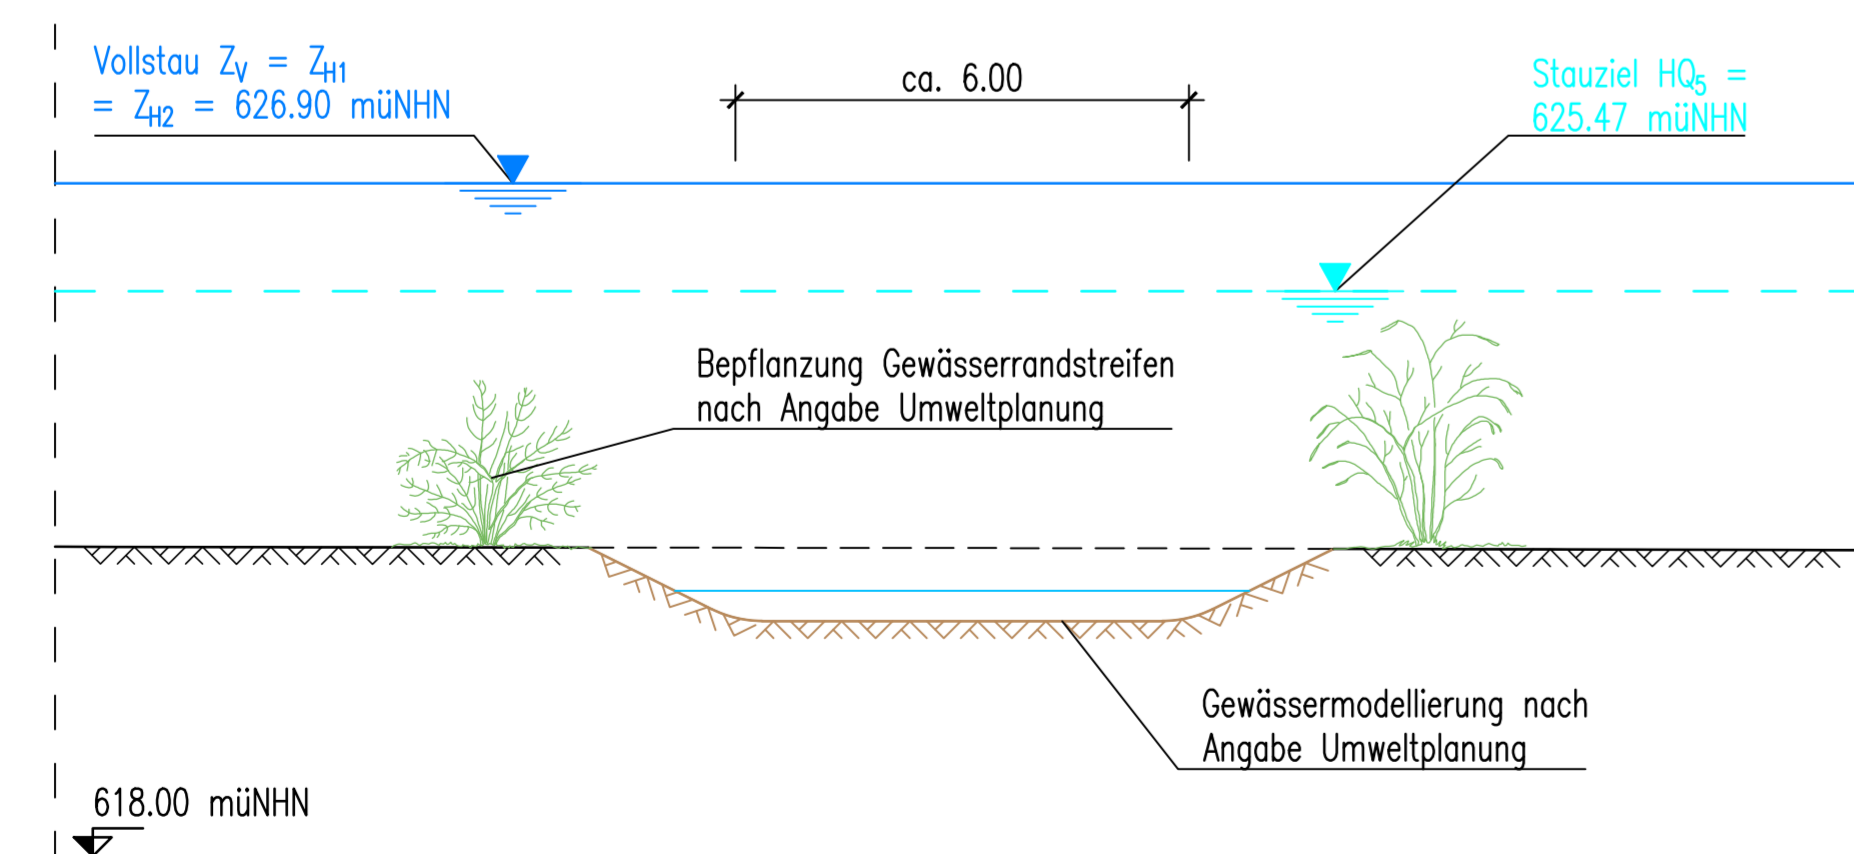 Vollstau Z_V = Z_H1
= Z_H2 = 626.90 müNHN
ca. 6.00
Stauziel HQ_5 =
625.47 müNHN
Bepflanzung Gewässerrandstreifen
nach Angabe Umweltplanung
Gewässermodellierung nach
Angabe Umweltplanung
618.00 müNHN